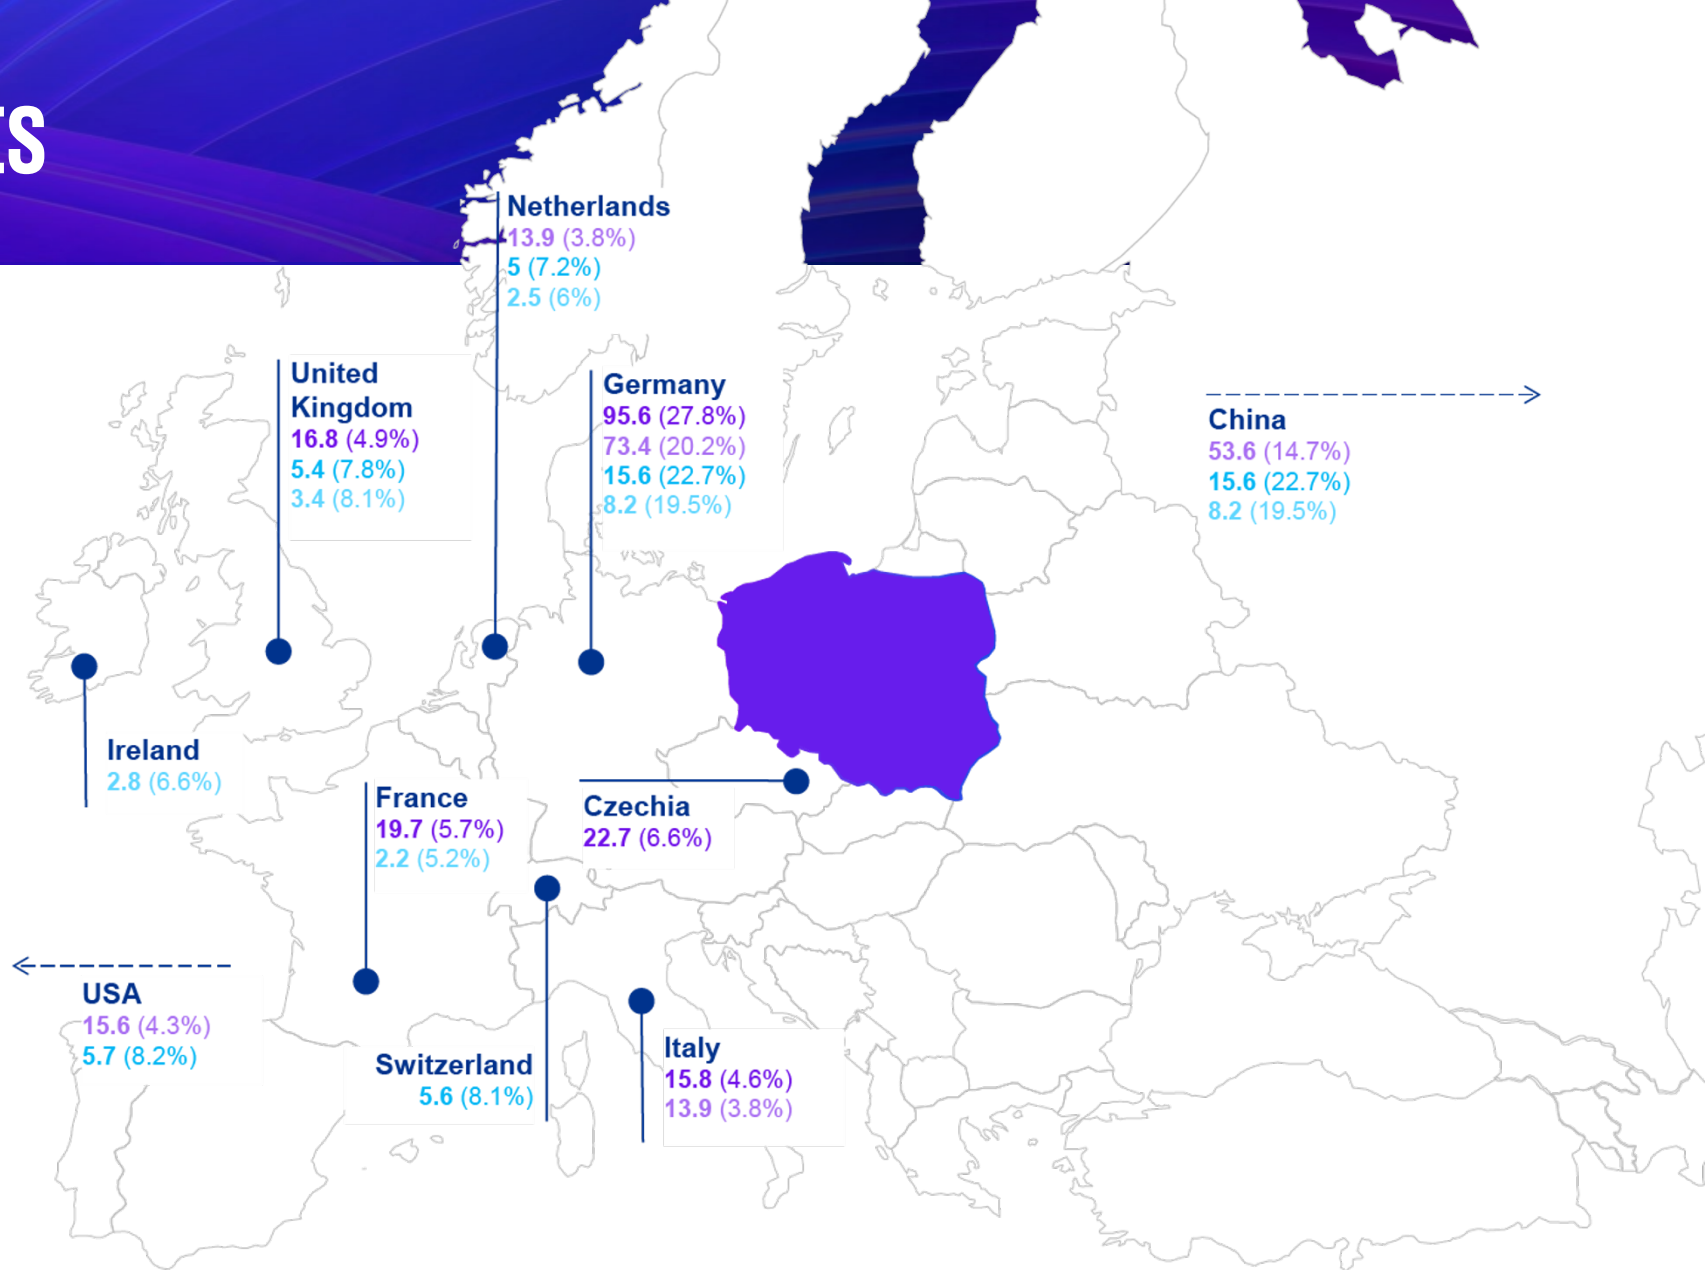 ES
Netherlands
13.9 (3.8%)
5 (7.2%)
2.5 (6%)
United
Kingdom
16.8 (4.9%)
5.4 (7.8%)
3.4 (8.1%)
Germany
95.6 (27.8%)
73.4 (20.2%)
15.6 (22.7%)
8.2 (19.5%)
China
53.6 (14.7%)
15.6 (22.7%)
8.2 (19.5%)
Ireland
2.8 (6.6%)
France
19.7 (5.7%)
2.2 (5.2%)
Czechia
22.7 (6.6%)
USA
15.6 (4.3%)
5.7 (8.2%)
Switzerland
5.6 (8.1%)
Italy
15.8 (4.6%)
13.9 (3.8%)